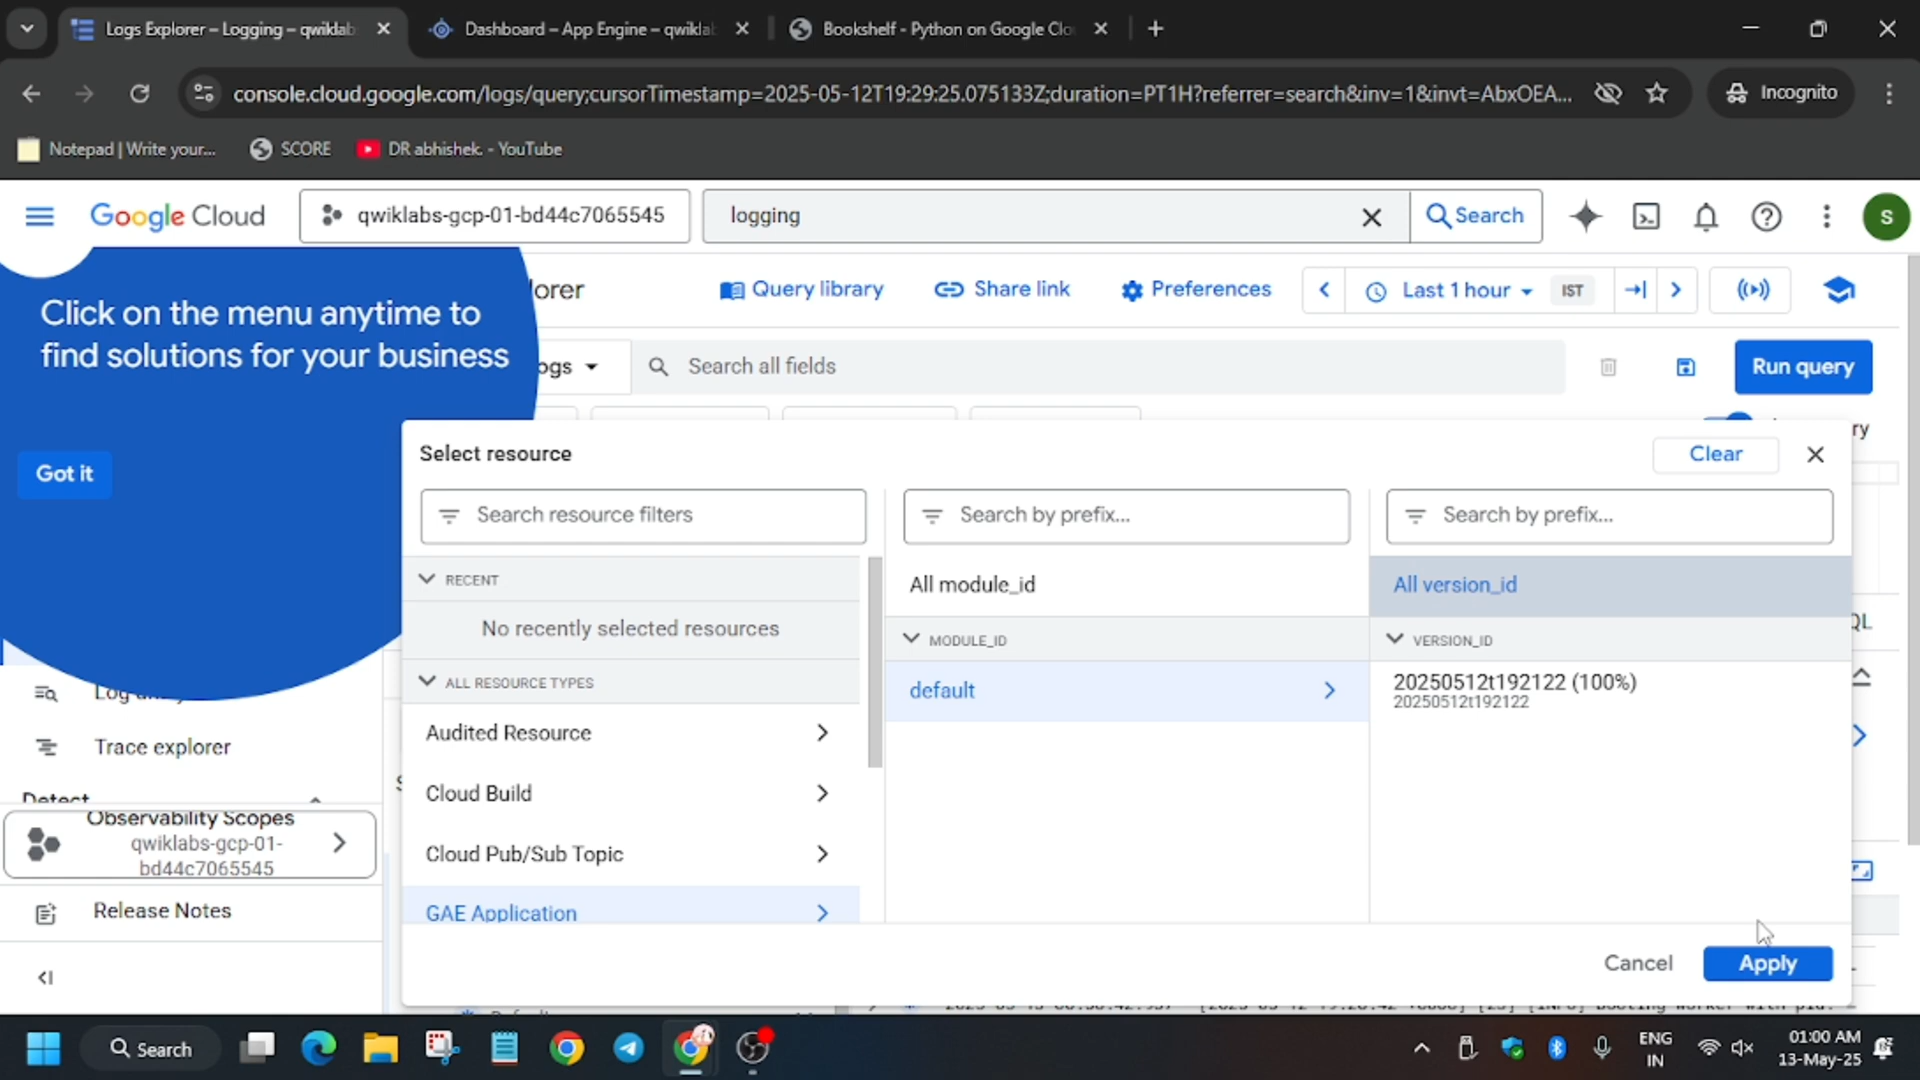 Logs Explorer – Logging – qwiklab
Dashboard – App Engine – qwiklab
Bookshelf - Python on Google Clo
console.cloud.google.com/logs/query;cursorTimestamp=2025-05-12T19:29:25.075133Z;duration=PT1H?referrer=search&inv=1&invt=AbxOEA...
Incognito
Notepad | Write your...
SCORE
DR abhishek. - YouTube
Google Cloud
qwiklabs-gcp-01-bd44c7065545
logging
Search
S
Click on the menu anytime to
find solutions for your business
Got it
lorer
Query library
Share link
Preferences
Last 1 hour
IST
ogs
Search all fields
Run query
ry
Select resource
Clear
Search resource filters
Search by prefix...
Search by prefix...
RECENT
All module_id
All version_id
No recently selected resources
MODULE_ID
VERSION_ID
QL
ALL RESOURCE TYPES
default
20250512t192122 (100%)
20250512t192122
Audited Resource
Cloud Build
Cloud Pub/Sub Topic
GAE Application
Trace explorer
Detect
Observability Scopes
qwiklabs-gcp-01-
bd44c7065545
Release Notes
Cancel
Apply
Search
ENG
IN
01:00 AM
13-May-25